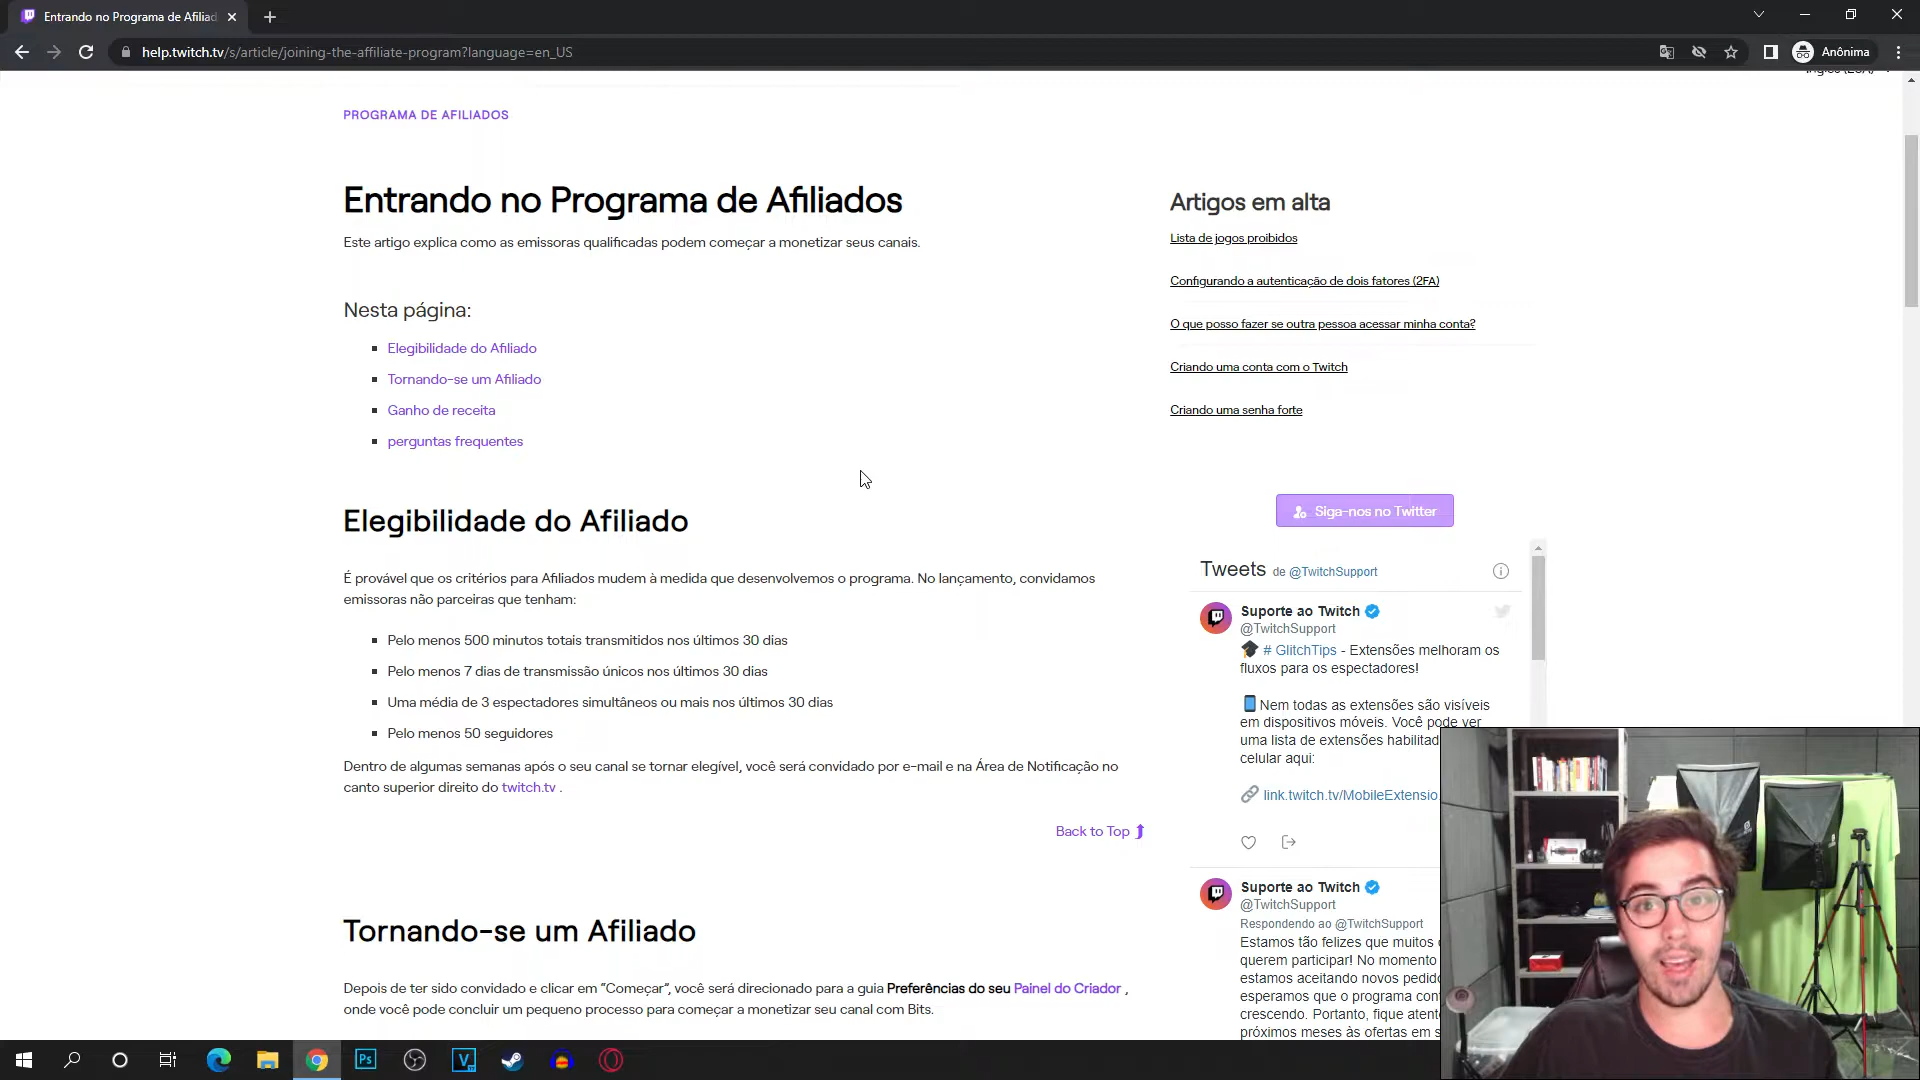 Entrando no Programa de Afiliad
help.twitch.tv/s/article/joining-the-affiliate-program?language=en_US
Anônima
PROGRAMA DE AFILIADOS
Entrando no Programa de Afiliados
Este artigo explica como as emissoras qualificadas podem começar a monetizar seus canais.
Nesta página:
Elegibilidade do Afiliado
Tornando-se um Afiliado
Ganho de receita
perguntas frequentes
Elegibilidade do Afiliado
É provável que os critérios para Afiliados mudem à medida que desenvolvemos o programa. No lançamento, convidamos
emissoras não parceiras que tenham:
Pelo menos 500 minutos totais transmitidos nos últimos 30 dias
Pelo menos 7 dias de transmissão únicos nos últimos 30 dias
Uma média de 3 espectadores simultâneos ou mais nos últimos 30 dias
Pelo menos 50 seguidores
Dentro de algumas semanas após o seu canal se tornar elegível, você será convidado por e-mail e na Área de Notificação no
canto superior direito do twitch.tv .
Back to Top
Tornando-se um Afiliado
Depois de ter sido convidado e clicar em "Começar", você será direcionado para a guia Preferências do seu Painel do Criador ,
onde você pode concluir um pequeno processo para começar a monetizar seu canal com Bits.
Artigos em alta
Lista de jogos proibidos
Configurando a autenticação de dois fatores (2FA)
O que posso fazer se outra pessoa acessar minha conta?
Criando uma conta com o Twitch
Criando uma senha forte
Siga-nos no Twitter
Tweets de @TwitchSupport
Suporte ao Twitch
@TwitchSupport
# GlitchTips - Extensões melhoram os
fluxos para os espectadores!
Nem todas as extensões são visíveis
em dispositivos móveis. Você pode ver
uma lista de extensões habilitad
celular aqui:
link.twitch.tv/MobileExtensio
Suporte ao Twitch
@TwitchSupport
Respondendo ao @TwitchSupport
Estamos tão felizes que muitos
querem participar! No momento
estamos aceitando novos pedid
esperamos que o programa con
crescendo. Portanto, fique atent
próximos meses às ofertas em s
Ps
V